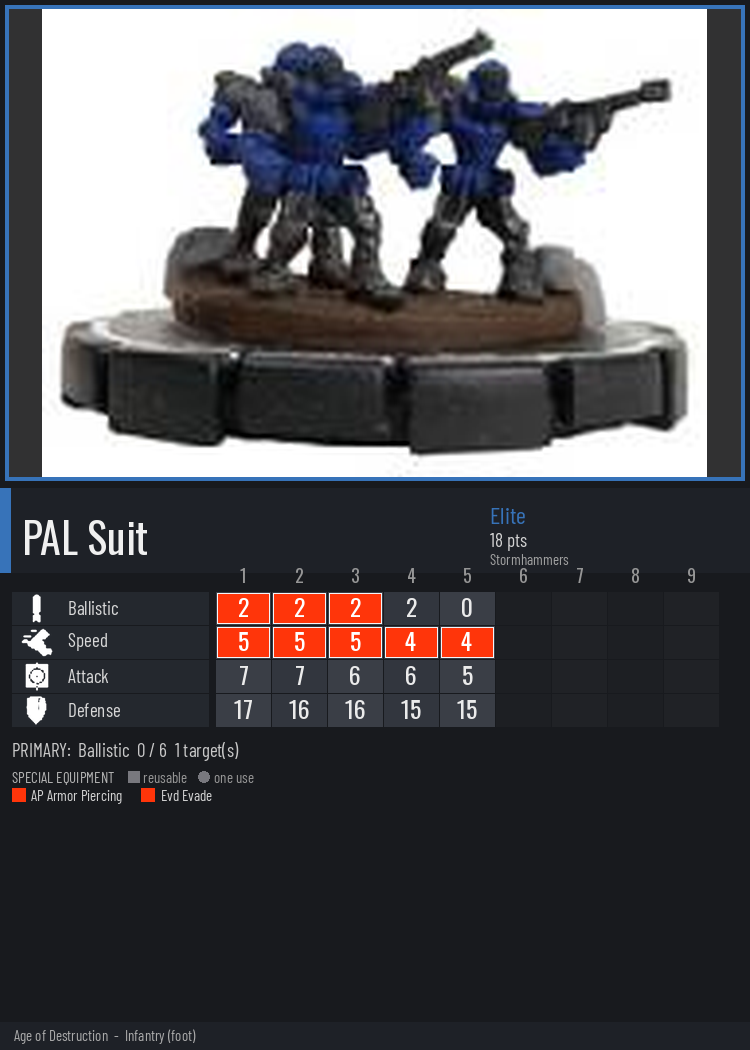 PAL Suit
Elite
18 pts
Stormhammers
1 2 3 4 5 6 7 8 9
Ballistic 2 2 2 2 0
Speed 5 5 5 4 4
Attack 7 7 6 6 5
Defense 17 16 16 15 15
PRIMARY: Ballistic 0 / 6 1 target(s)
SPECIAL EQUIPMENT reusable one use
AP Armor Piercing Evd Evade
Age of Destruction - Infantry (foot)